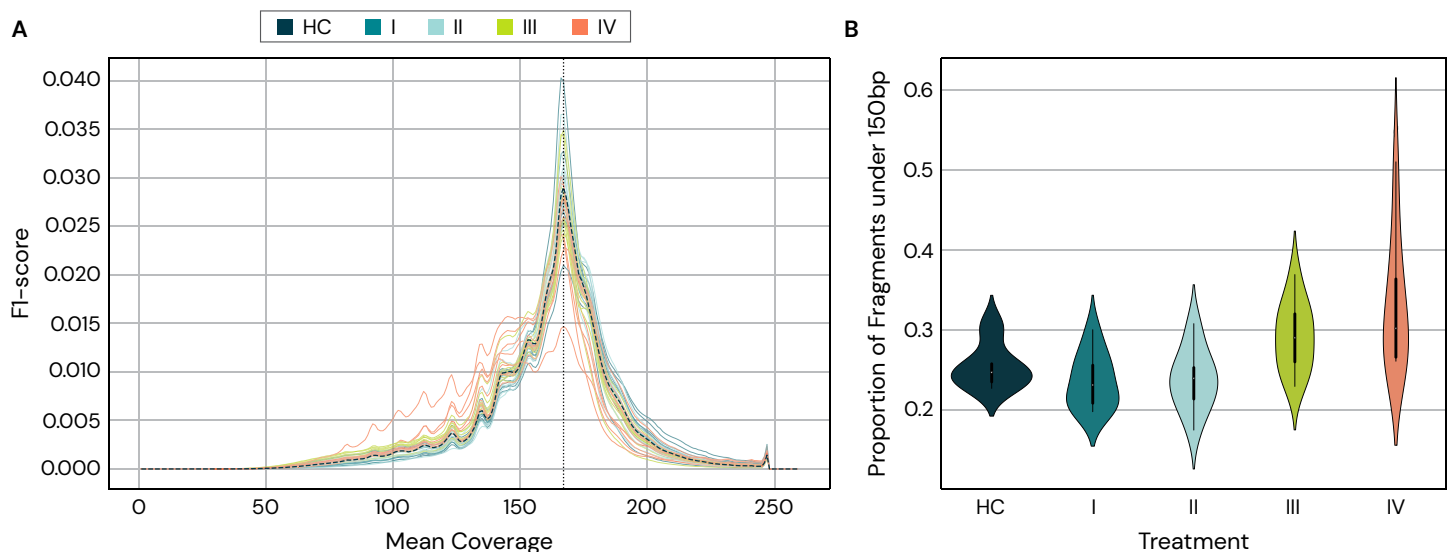 A
HC I II III IV
F1-score
0.040
0.035
0.030
0.025
0.020
0.015
0.010
0.005
0.000
0 50 100 150 200 250
Mean Coverage
B
Proportion of Fragments under 150bp
0.6
0.5
0.4
0.3
0.2
HC I II III IV
Treatment